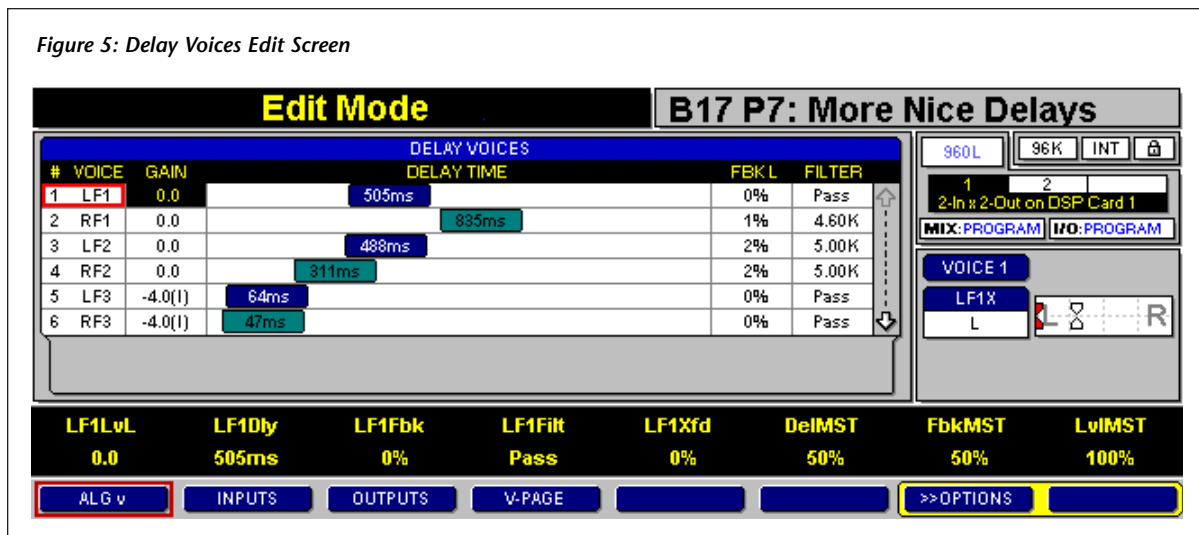 Figure 5: Delay Voices Edit Screen
Edit Mode
B17 P7: More Nice Delays
DELAY VOICES
# VOICE GAIN DELAY TIME FBK L FILTER
1 LF1 0.0 505ms 0% Pass
2 RF1 0.0 835ms 1% 4.60K
3 LF2 0.0 488ms 2% 5.00K
4 RF2 0.0 311ms 2% 5.00K
5 LF3 -4.0(I) 64ms 0% Pass
6 RF3 -4.0(I) 47ms 0% Pass
960L 96K INT
1 2
2-In x 2-Out on DSP Card 1
MIX:PROGRAM I/O:PROGRAM
VOICE 1
LF1X
L
L R
LF1LvL LF1Dly LF1Fbk LF1Filt LF1Xfd DelMST FbkMST LvlMST
0.0 505ms 0% Pass 0% 50% 50% 100%
ALG v INPUTS OUTPUTS V-PAGE >>OPTIONS